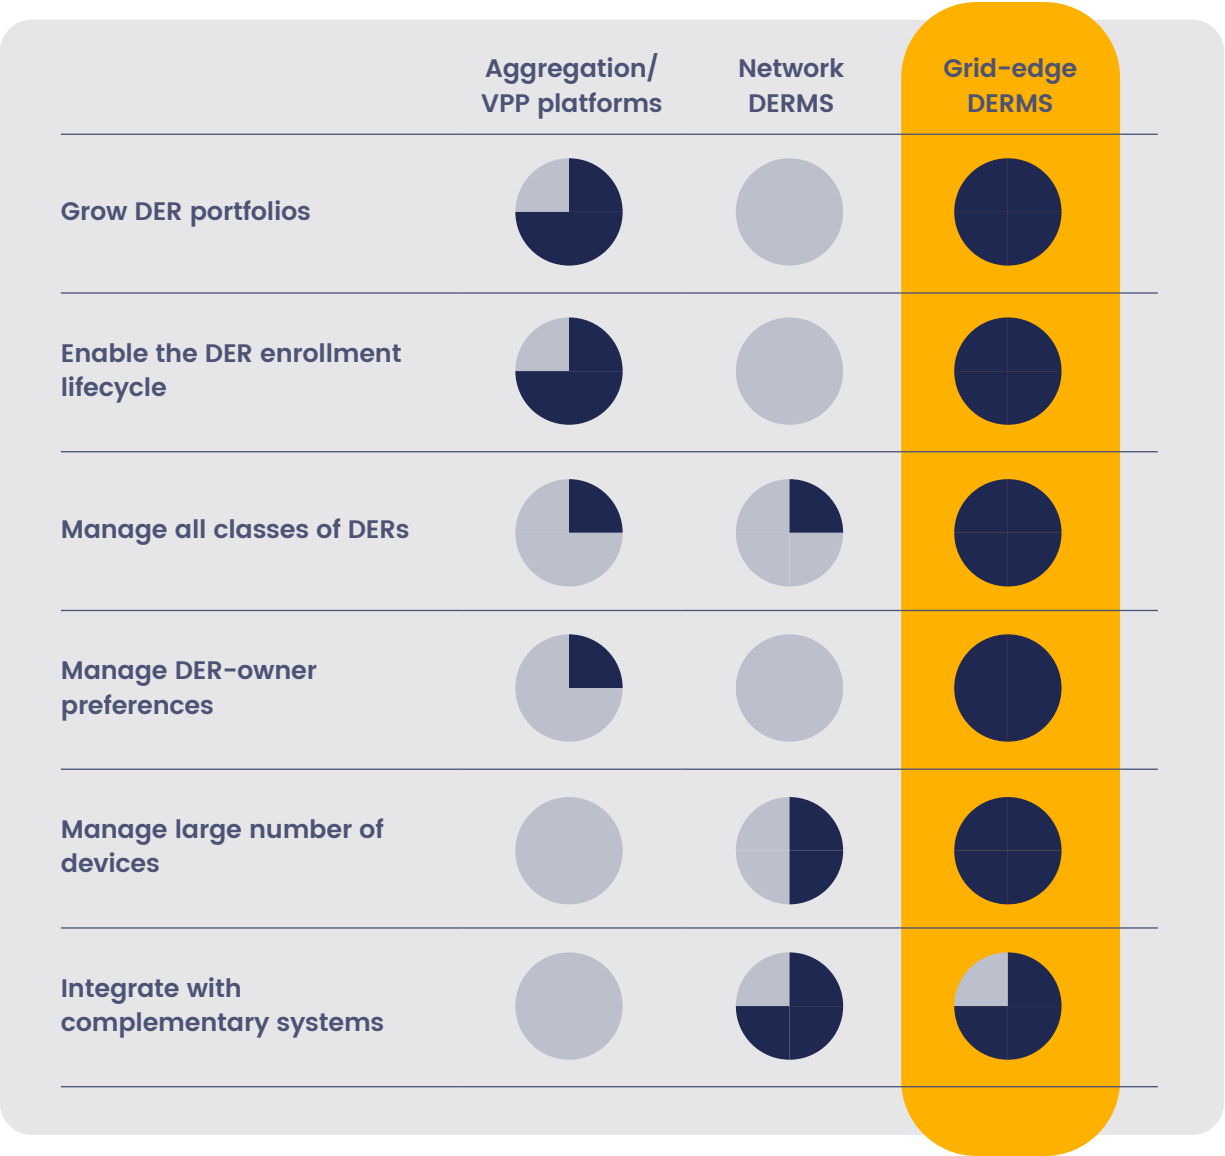 Aggregation/
VPP platforms
Network
DERMS
Grid-edge
DERMS
Grow DER portfolios
Enable the DER enrollment
lifecycle
Manage all classes of DERs
Manage DER-owner
preferences
Manage large number of
devices
Integrate with
complementary systems